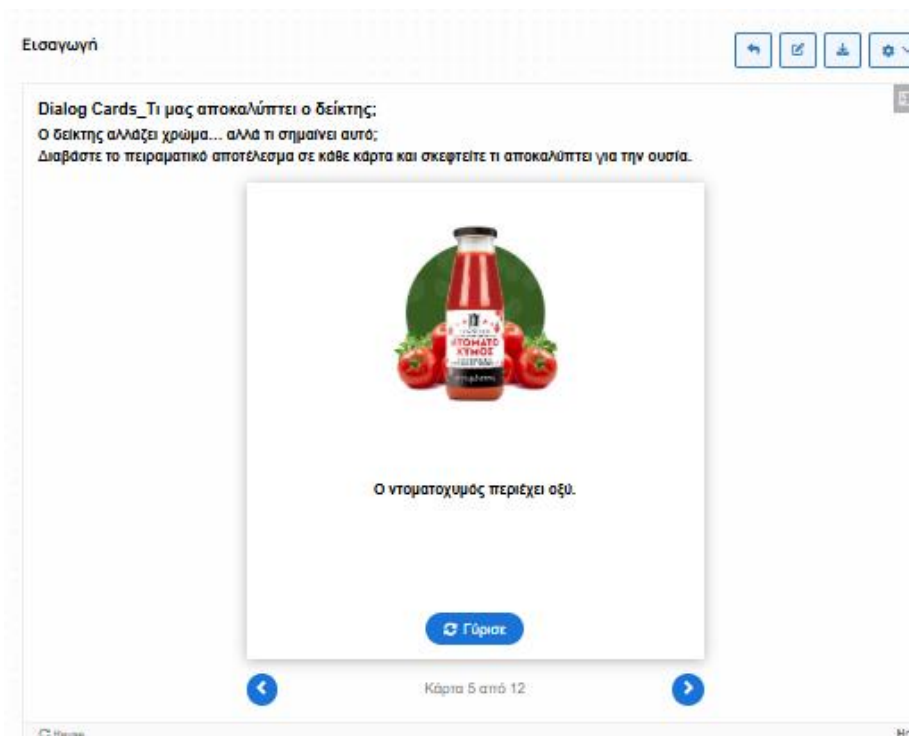 Εισαγωγή
Dialog Cards_Τι μας αποκαλύπτει ο δείκτης;
Ο δείκτης αλλάζει χρώμα... αλλά τι σημαίνει αυτό;
Διαβάστε το πειραματικό αποτέλεσμα σε κάθε κάρτα και σκεφτείτε τι αποκαλύπτει για την ουσία.
ΝΤΟΜΑΤΟ
ΧΥΜΟΣ
Ο ντοματοχυμός περιέχει οξύ.
Γύρισε
Κάρτα 5 από 12